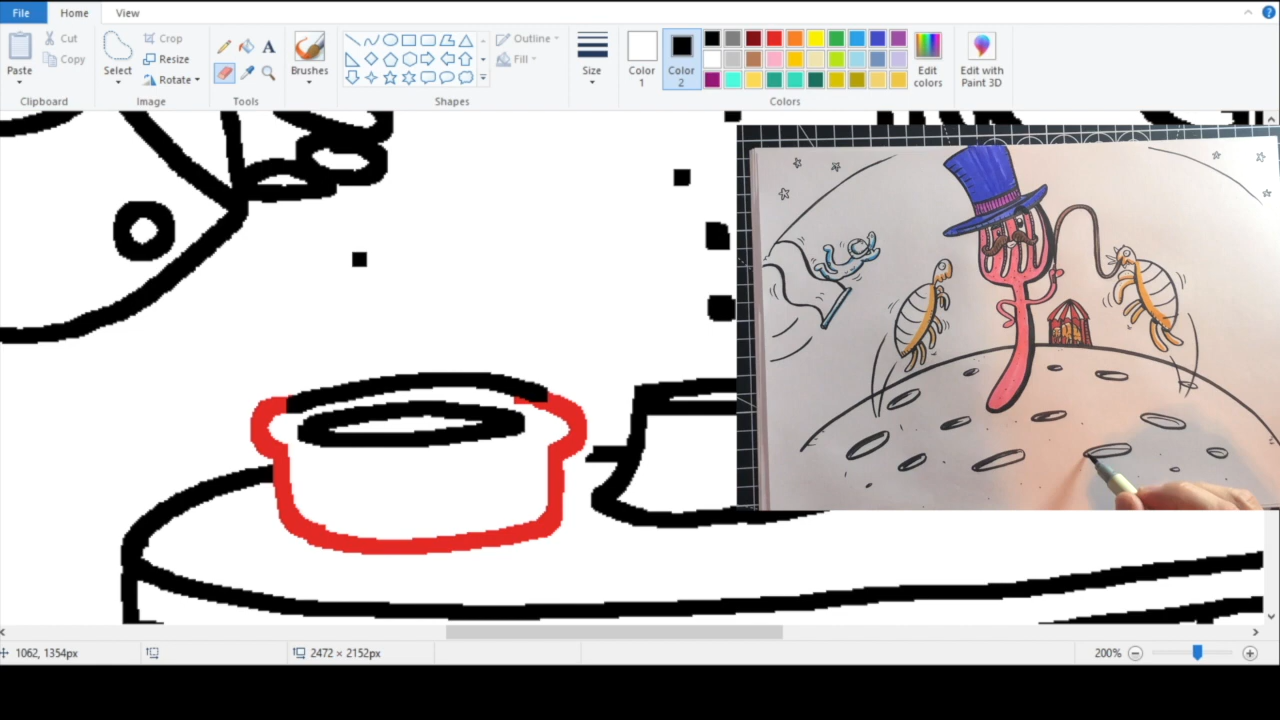 File Home View
Cut
Copy
Paste
Clipboard
Crop
Resize
Rotate
Select
Image
A
Tools
Brushes
Outline
Fill
Shapes
Size
Color 1
Color 2
Colors
Edit colors
Edit with Paint 3D
1062, 1354px
2472 × 2152px
200%